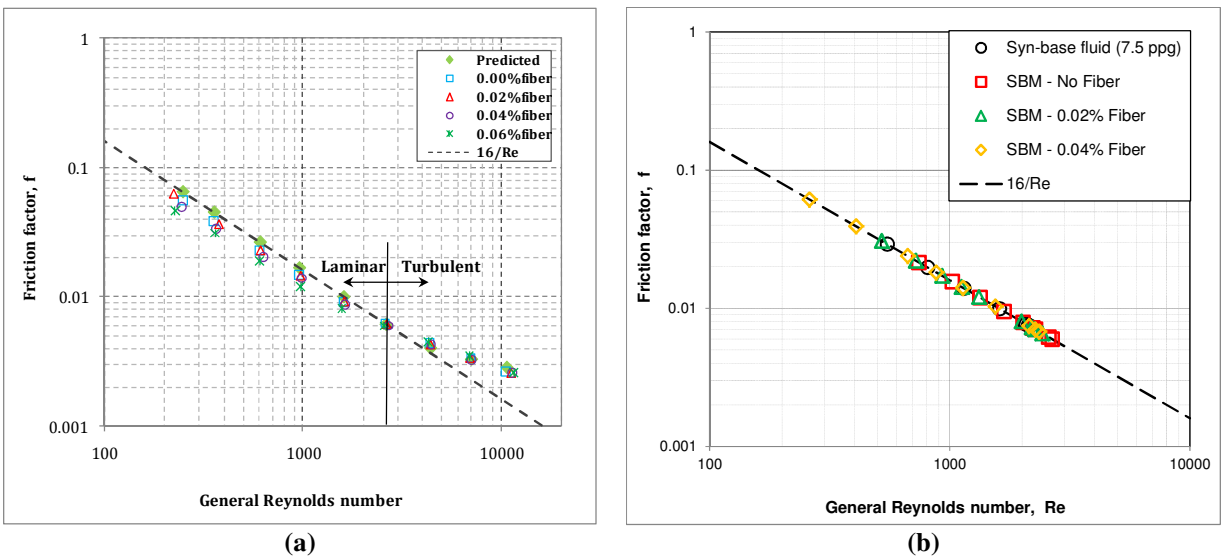 1
0.1
0.01
0.001
100
1000
10000
Friction factor, f
General Reynolds number
Predicted
0.00%fiber
0.02%fiber
0.04%fiber
0.06%fiber
16/Re
Laminar
Turbulent
(a)
1
0.1
0.01
0.001
100
1000
10000
Friction factor, f
General Reynolds number, Re
Syn-base fluid (7.5 ppg)
SBM - No Fiber
SBM - 0.02% Fiber
SBM - 0.04% Fiber
16/Re
(b)